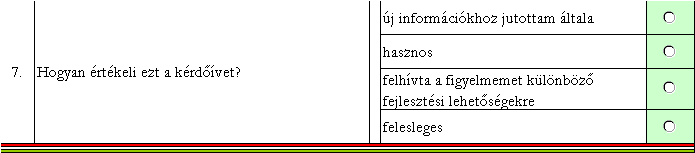 új információkhoz jutottam általa
hasznos
7. Hogyan értékeli ezt a kérdőívet?
felhívta a figyelmemet különböző
fejlesztési lehetőségekre
felesleges